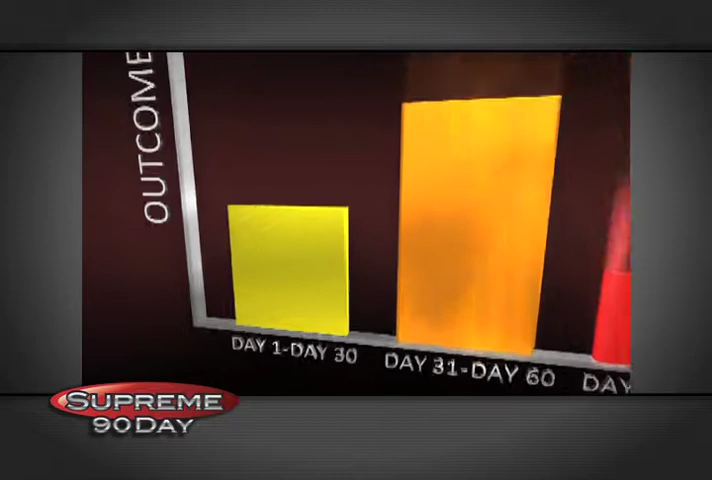 OUTCOME
DAY 1-DAY 30
DAY 31-DAY 60
DAY
SUPREME
90 DAY